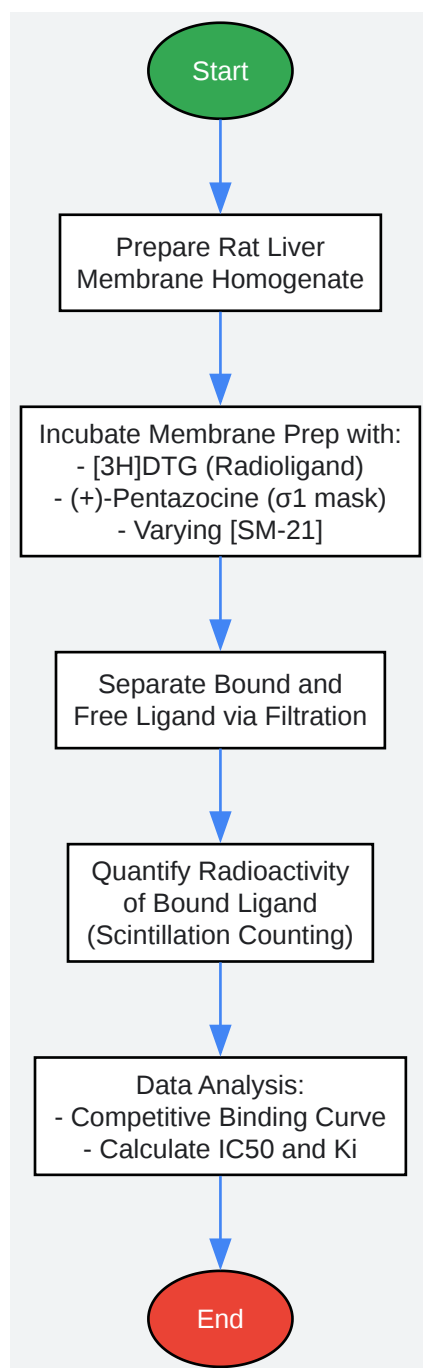 Start
Prepare Rat Liver
Membrane Homogenate
Incubate Membrane Prep with:
- [3H]DTG (Radioligand)
- (+)-Pentazocine (σ1 mask)
- Varying [SM-21]
Separate Bound and
Free Ligand via Filtration
Quantify Radioactivity
of Bound Ligand
(Scintillation Counting)
Data Analysis:
- Competitive Binding Curve
- Calculate IC50 and Ki
End